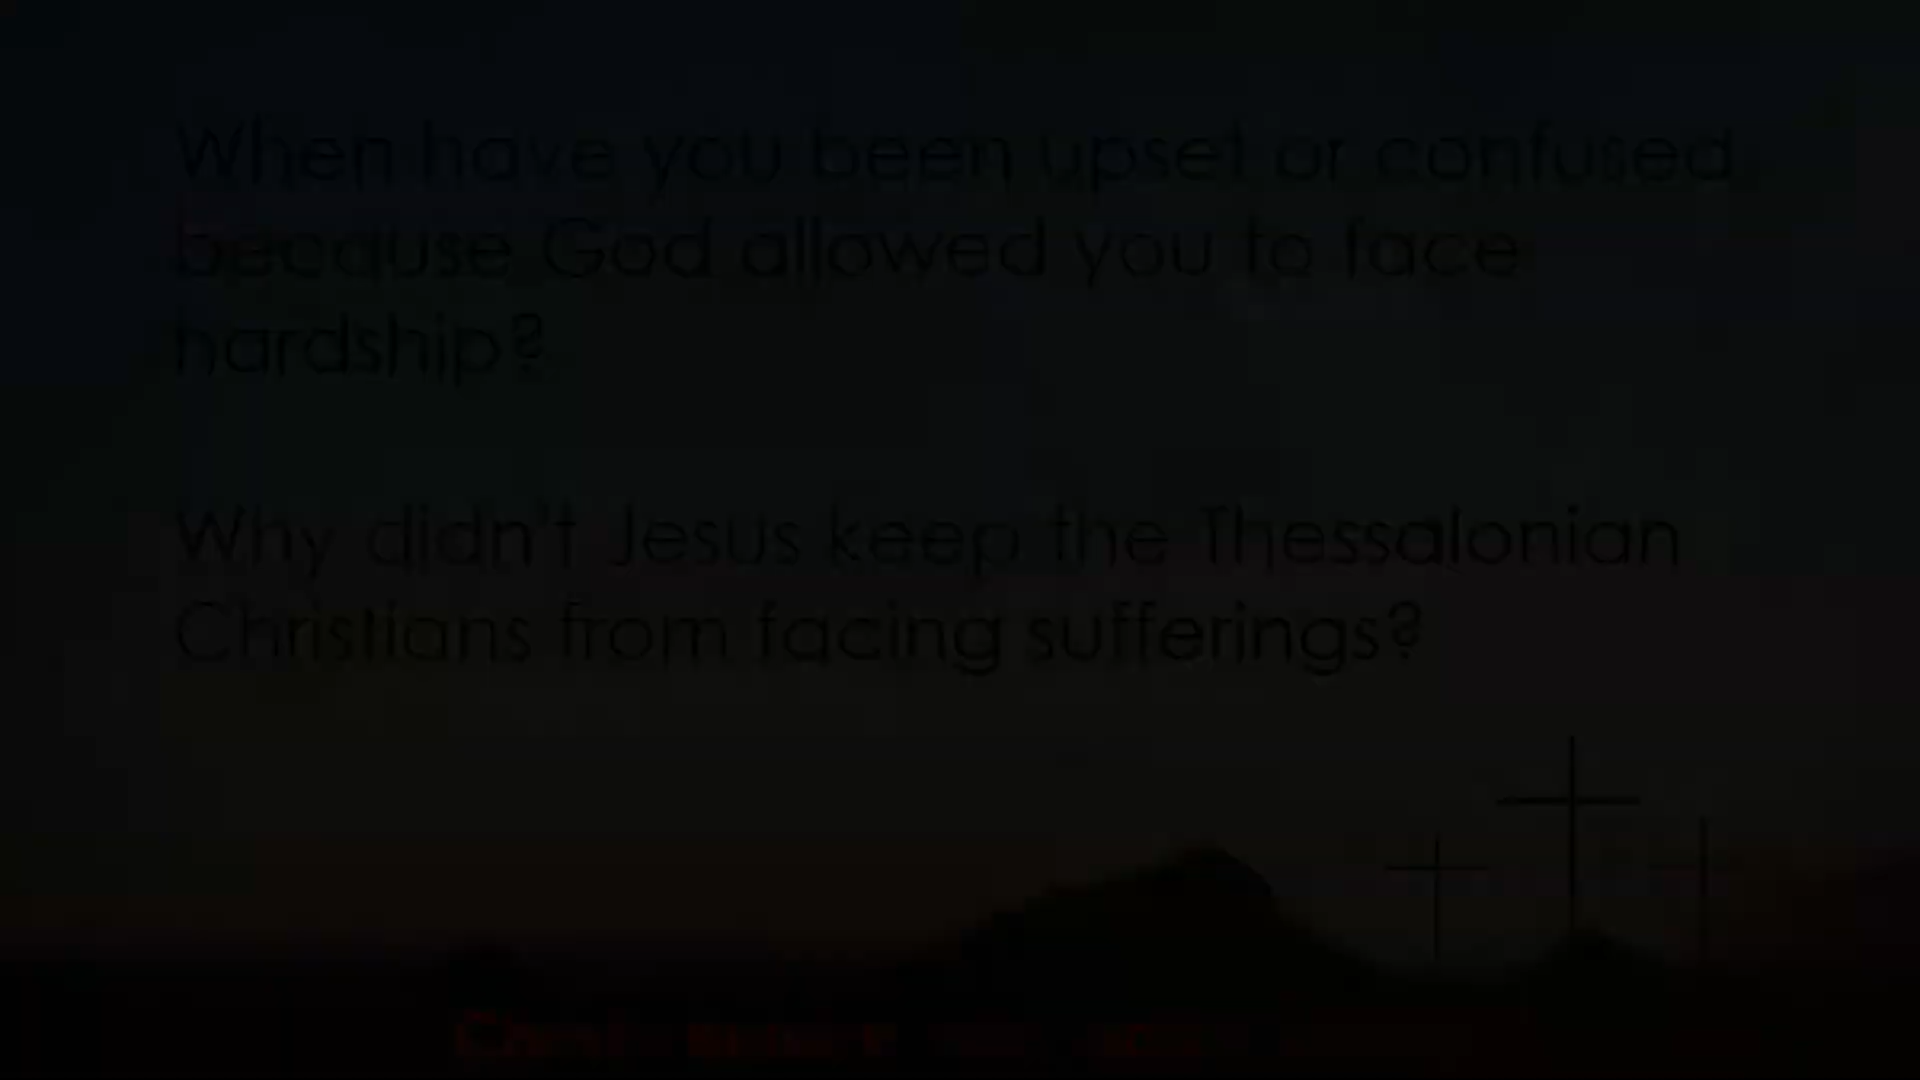 When have you been upset or confused
because God allowed you to face
hardship?
Why didn't Jesus keep the Thessalonian
Christians from facing sufferings?